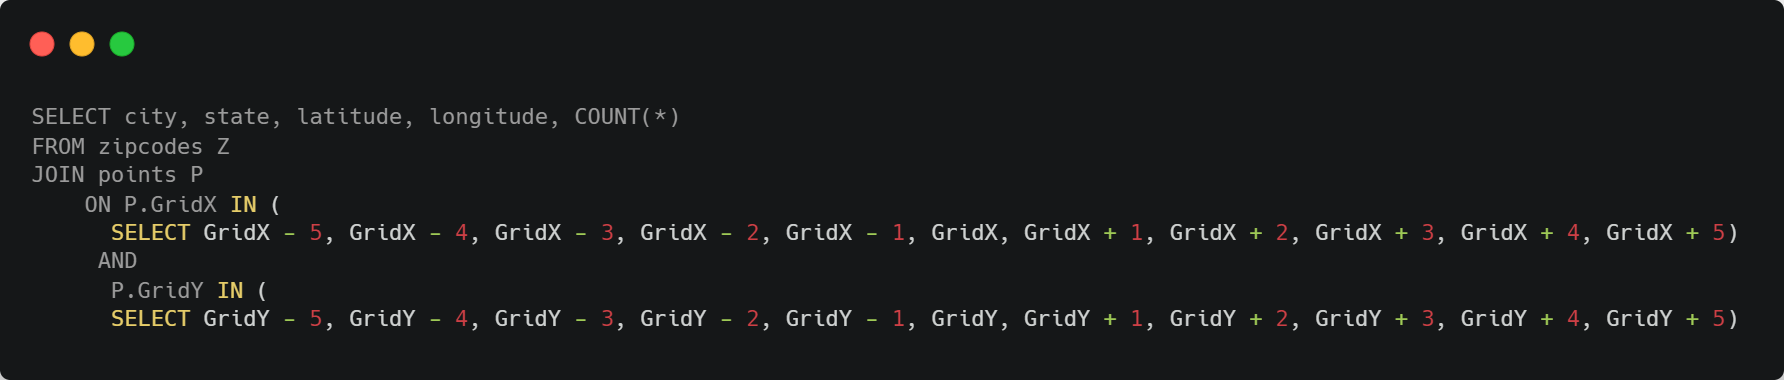 SELECT city, state, latitude, longitude, COUNT(*)
FROM zipcodes Z
JOIN points P
    ON P.GridX IN (
      SELECT GridX - 5, GridX - 4, GridX - 3, GridX - 2, GridX - 1, GridX, GridX + 1, GridX + 2, GridX + 3, GridX + 4, GridX + 5)
     AND
      P.GridY IN (
      SELECT GridY - 5, GridY - 4, GridY - 3, GridY - 2, GridY - 1, GridY, GridY + 1, GridY + 2, GridY + 3, GridY + 4, GridY + 5)